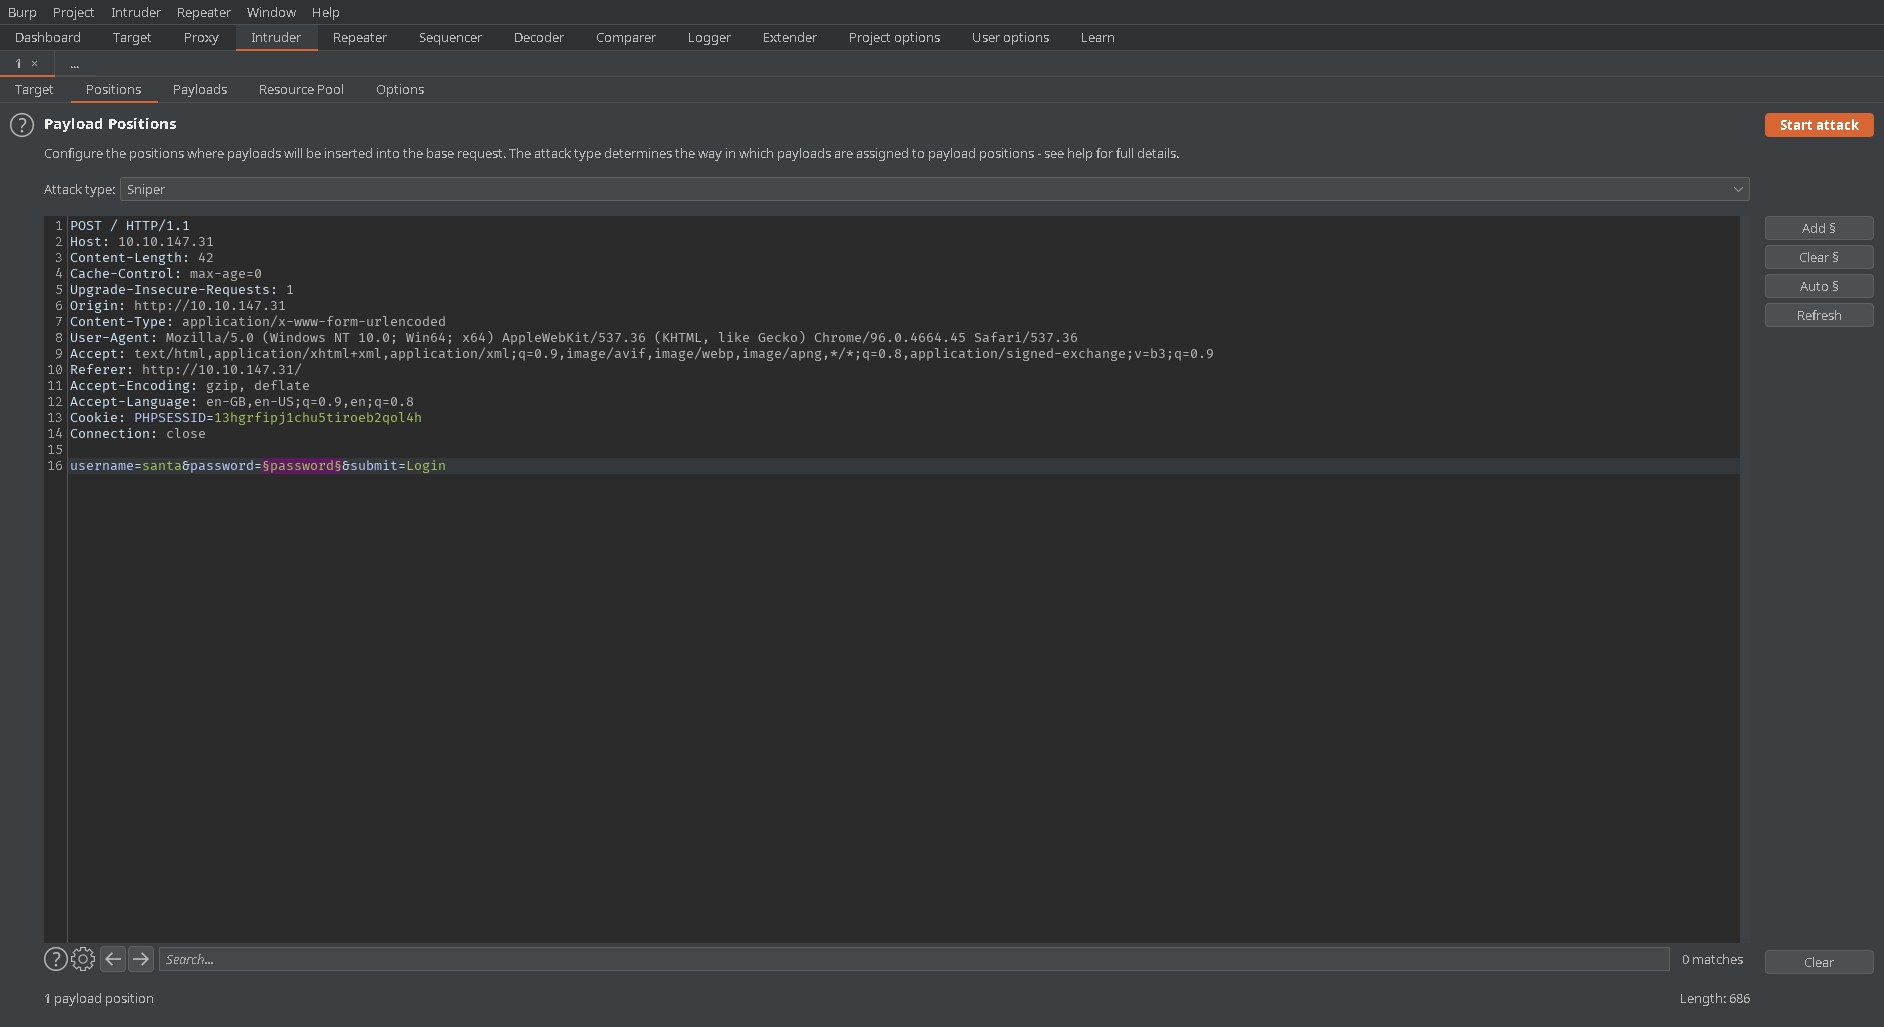 Burp Project Intruder Repeater Window Help
Dashboard Target Proxy Intruder Repeater Sequencer Decoder Comparer Logger Extender Project options User options Learn
1 × ...
Target Positions Payloads Resource Pool Options
? Payload Positions
Start attack
Configure the positions where payloads will be inserted into the base request. The attack type determines the way in which payloads are assigned to payload positions - see help for full details.
Attack type: Sniper
1 POST / HTTP/1.1
2 Host: 10.10.147.31
3 Content-Length: 42
4 Cache-Control: max-age=0
5 Upgrade-Insecure-Requests: 1
6 Origin: http://10.10.147.31
7 Content-Type: application/x-www-form-urlencoded
8 User-Agent: Mozilla/5.0 (Windows NT 10.0; Win64; x64) AppleWebKit/537.36 (KHTML, like Gecko) Chrome/96.0.4664.45 Safari/537.36
9 Accept: text/html,application/xhtml+xml,application/xml;q=0.9,image/avif,image/webp,image/apng,*/*;q=0.8,application/signed-exchange;v=b3;q=0.9
10 Referer: http://10.10.147.31/
11 Accept-Encoding: gzip, deflate
12 Accept-Language: en-GB,en-US;q=0.9,en;q=0.8
13 Cookie: PHPSESSID=13hgrfipj1chu5tiroeb2qol4h
14 Connection: close
15
16 username=santa&password=§password§&submit=Login
Add §
Clear §
Auto §
Refresh
? Search... 0 matches
Clear
1 payload position
Length: 686